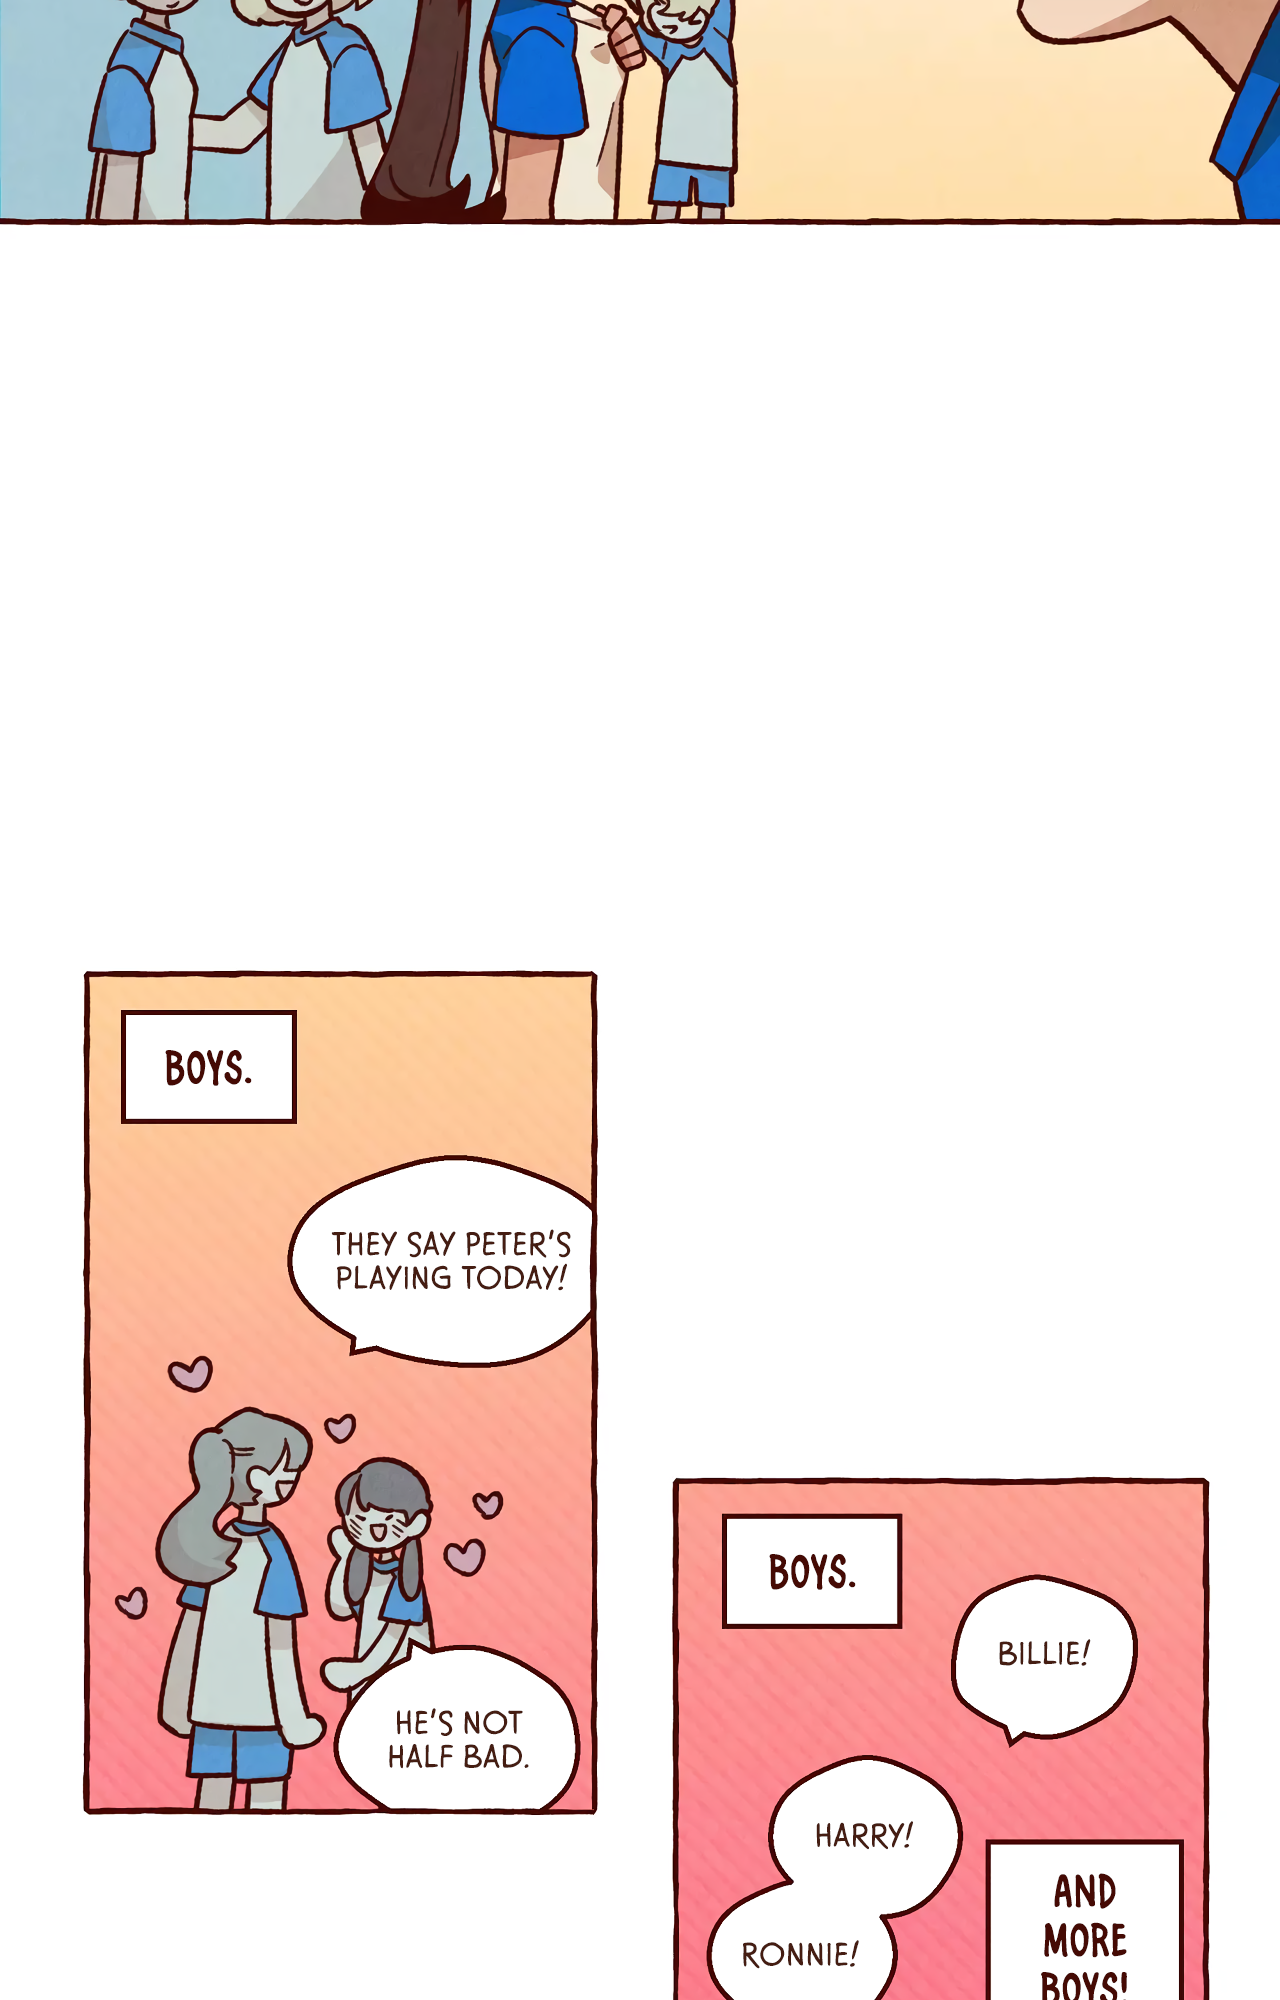 BOYS.
THEY SAY PETER'S
PLAYING TODAY!
HE'S NOT
HALF BAD.
BOYS.
BILLIE!
HARRY!
RONNIE!
AND
MORE
BOYS!